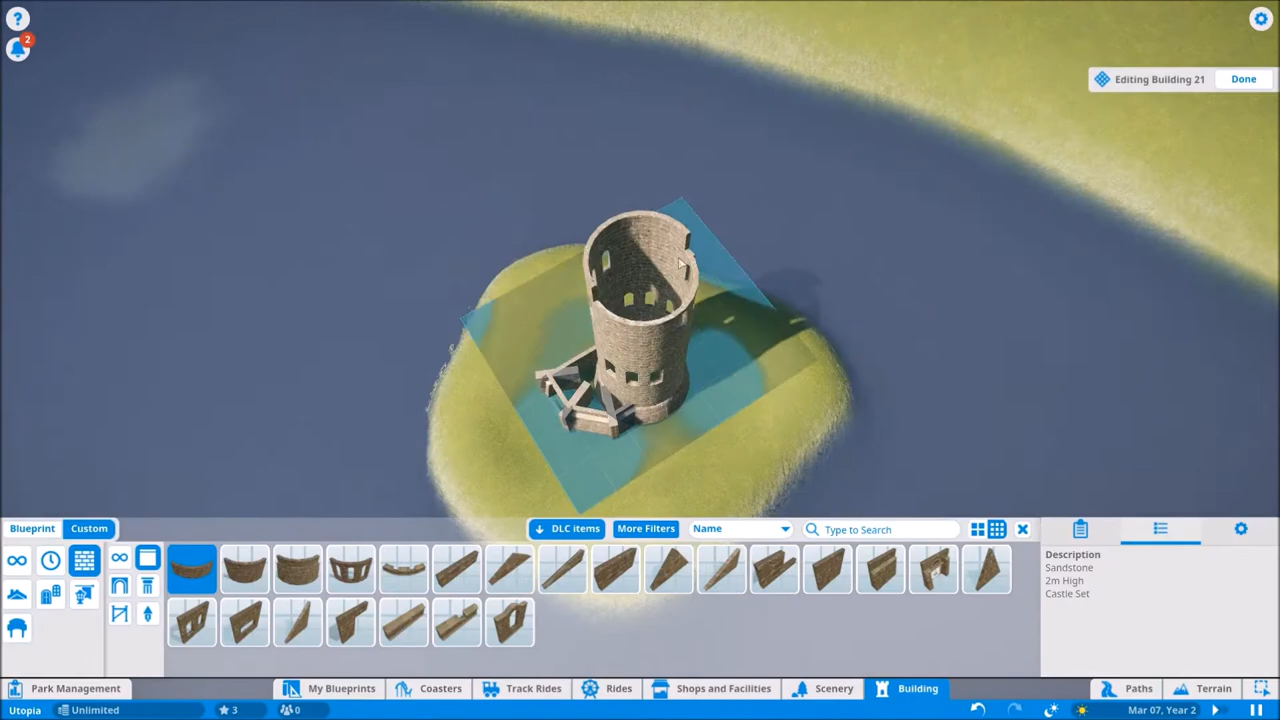 ?
2
Editing Building 21
Done
Blueprint
Custom
DLC items
More Filters
Name
Type to Search
Description
Sandstone
2m High
Castle Set
Park Management
My Blueprints
Coasters
Track Rides
Rides
Shops and Facilities
Scenery
Building
Paths
Terrain
Utopia
Unlimited
3
0
Mar 07, Year 2